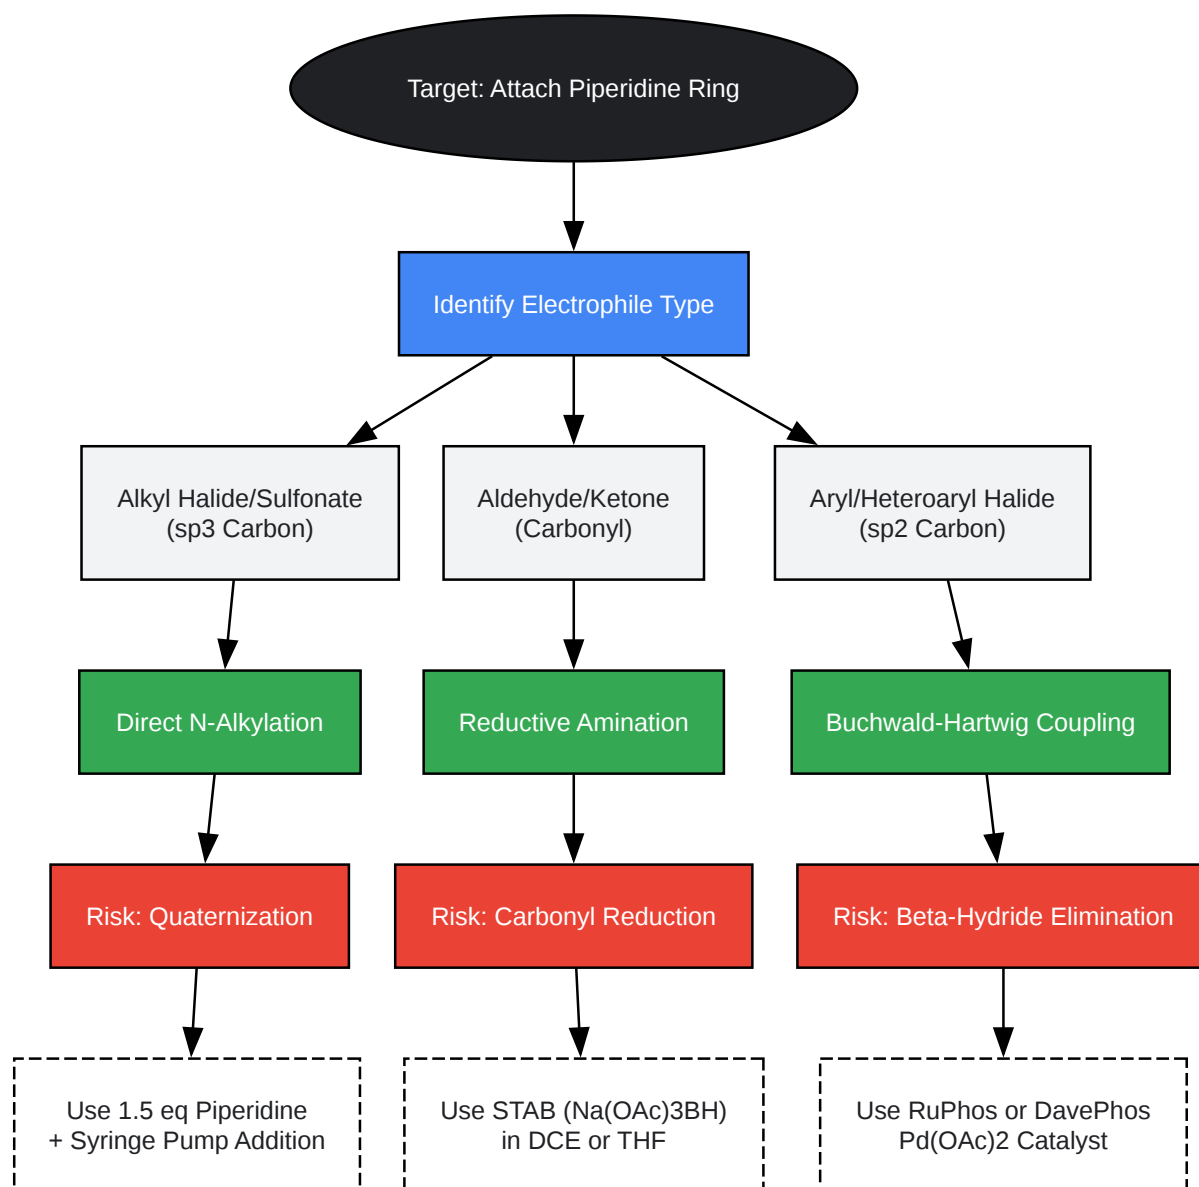 Target: Attach Piperidine Ring
Identify Electrophile Type
Alkyl Halide/Sulfonate
(sp3 Carbon)
Aldehyde/Ketone
(Carbonyl)
Aryl/Heteroaryl Halide
(sp2 Carbon)
Direct N-Alkylation
Reductive Amination
Buchwald-Hartwig Coupling
Risk: Quaternization
Risk: Carbonyl Reduction
Risk: Beta-Hydride Elimination
Use 1.5 eq Piperidine
+ Syringe Pump Addition
Use STAB (Na(OAc)3BH)
in DCE or THF
Use RuPhos or DavePhos
Pd(OAc)2 Catalyst